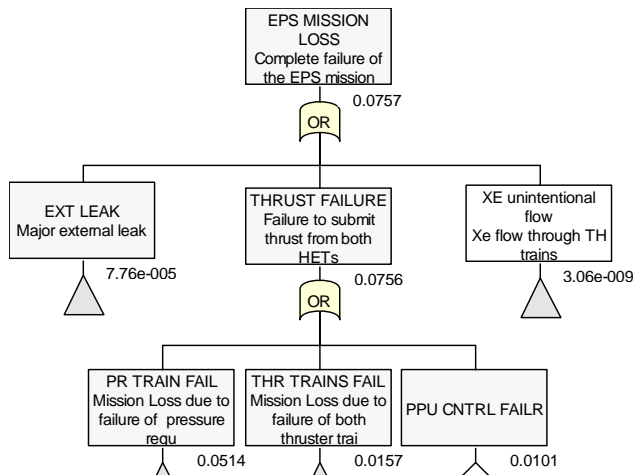 EPS MISSION
LOSS
Complete failure of
the EPS mission
0.0757
OR
EXT LEAK
Major external leak
7.76e-005
THRUST FAILURE
Failure to submit
thrust from both
HETs
0.0756
XE unintentional
flow
Xe flow through TH
trains
3.06e-009
OR
PR TRAIN FAIL
Mission Loss due to
failure of pressure
requ
0.0514
THR TRAINS FAIL
Mission Loss due to
failure of both
thruster trai
0.0157
PPU CNTRL FAILR
0.0101